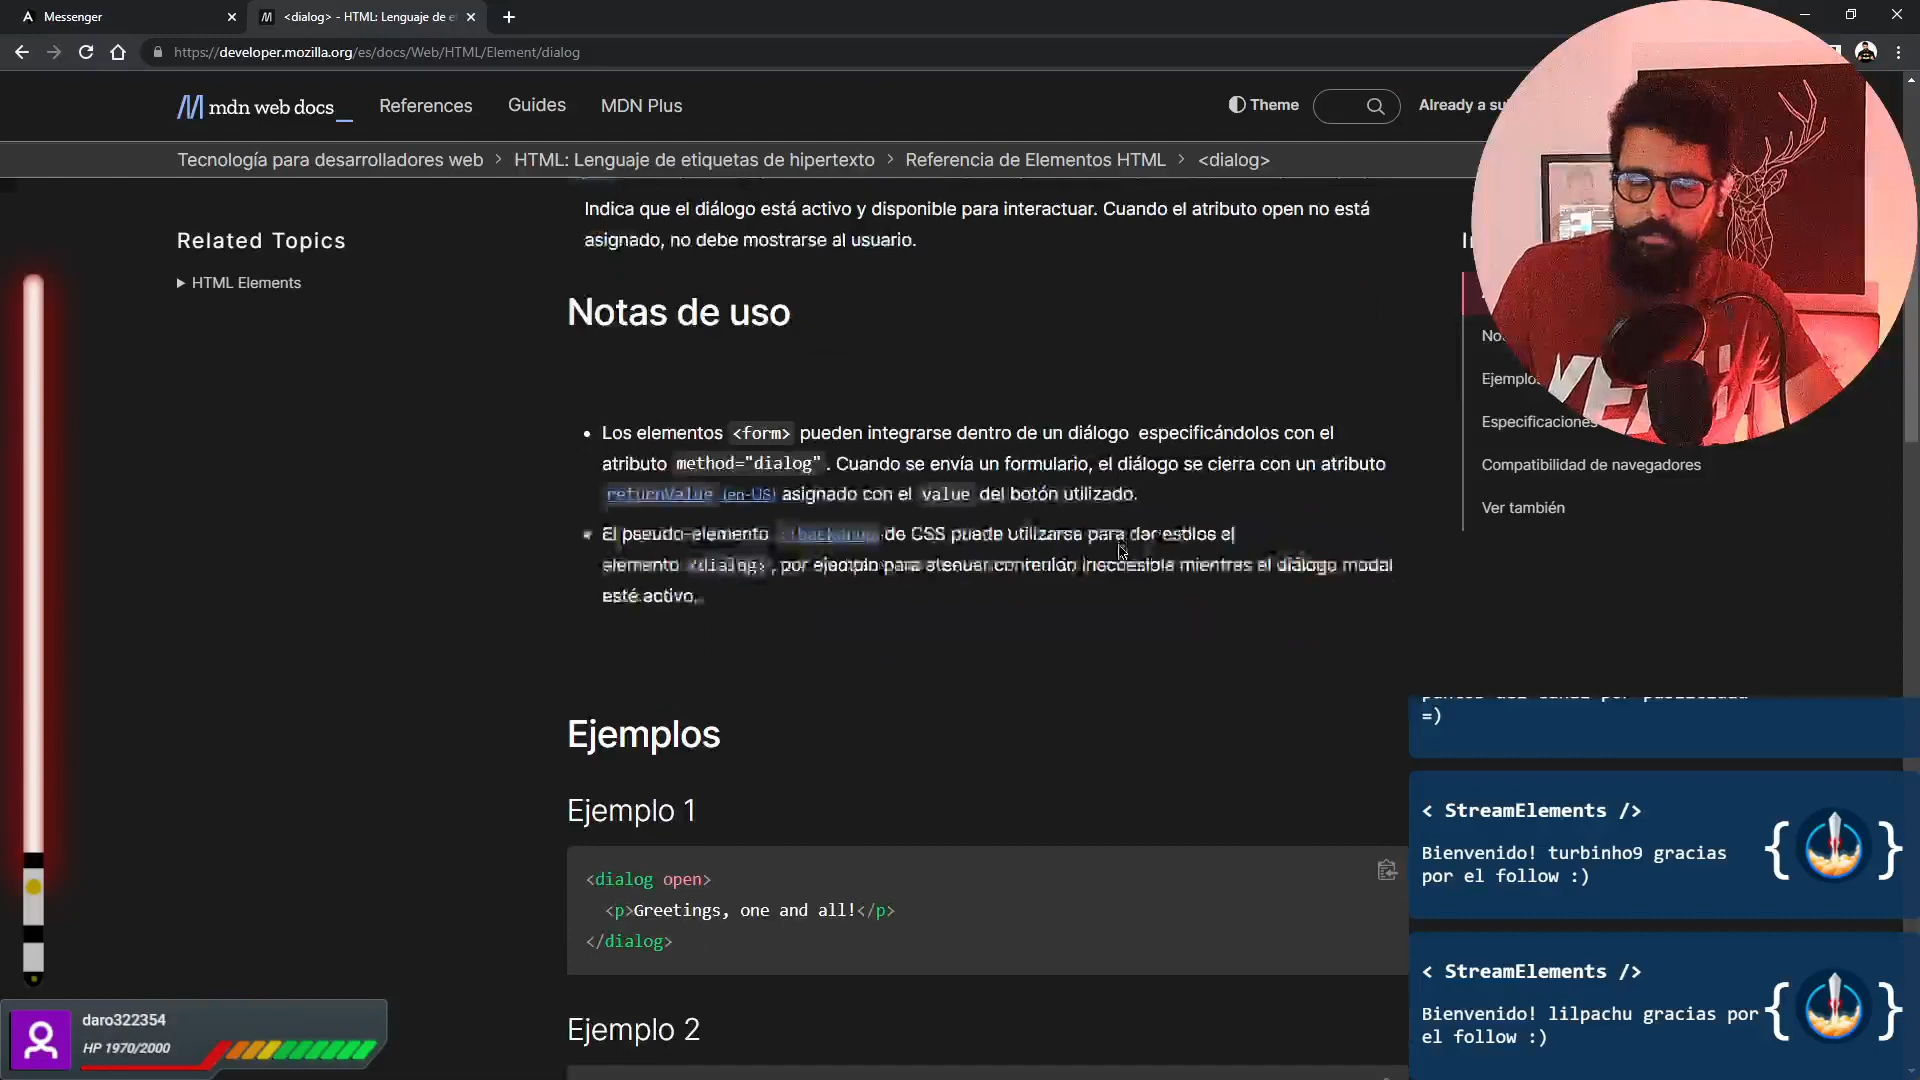 Messenger
<dialog> - HTML: Lenguaje de e
https://developer.mozilla.org/es/docs/Web/HTML/Element/dialog
mdn web docs_
References
Guides
MDN Plus
Theme
Already a su
Tecnología para desarrolladores web > HTML: Lenguaje de etiquetas de hipertexto > Referencia de Elementos HTML > <dialog>
Related Topics
HTML Elements
Indica que el diálogo está activo y disponible para interactuar. Cuando el atributo open no está
asignado, no debe mostrarse al usuario.
Notas de uso
Los elementos <form> pueden integrarse dentro de un diálogo especificándolos con el
atributo method="dialog". Cuando se envía un formulario, el diálogo se cierra con un atributo
returnValue (en-US) asignado con el value del botón utilizado.
El pseudo-elemento ::backdrop de CSS puede utilizarse para dar estilos el
elemento <dialog>, por ejemplo para atenuar contenido inaccesible mientras el diálogo modal
esté activo.
Ejemplos
Ejemplo 1
<dialog open>
<p>Greetings, one and all!</p>
</dialog>
Ejemplo 2
Ejemplos
Especificaciones
Compatibilidad de navegadores
Ver también
=)
< StreamElements />
Bienvenido! turbinho9 gracias
por el follow :)
< StreamElements />
Bienvenido! lilpachu gracias por
el follow :)
daro322354
HP 1970/2000